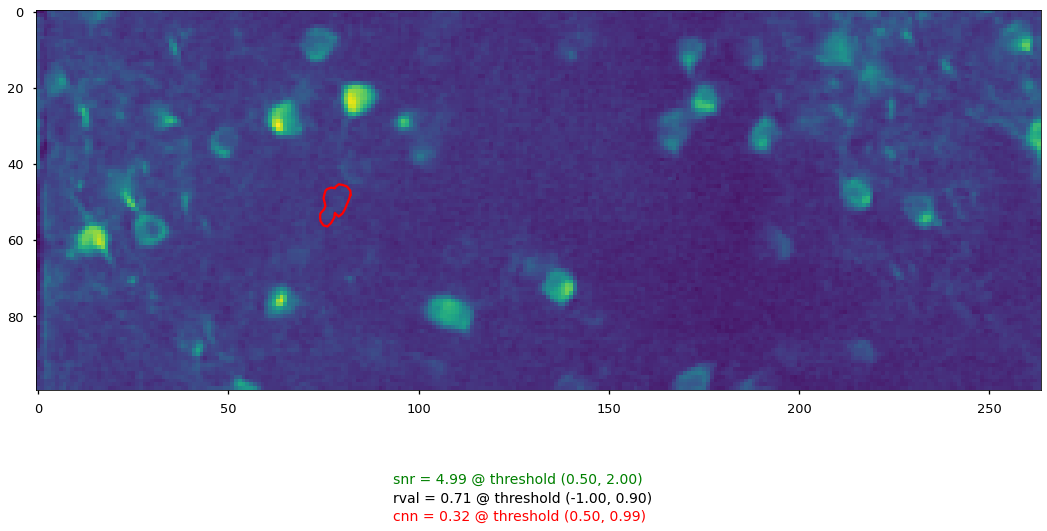 0
20
40
60
80
0 50 100 150 200 250
snr = 4.99 @ threshold (0.50, 2.00)
rval = 0.71 @ threshold (-1.00, 0.90)
cnn = 0.32 @ threshold (0.50, 0.99)